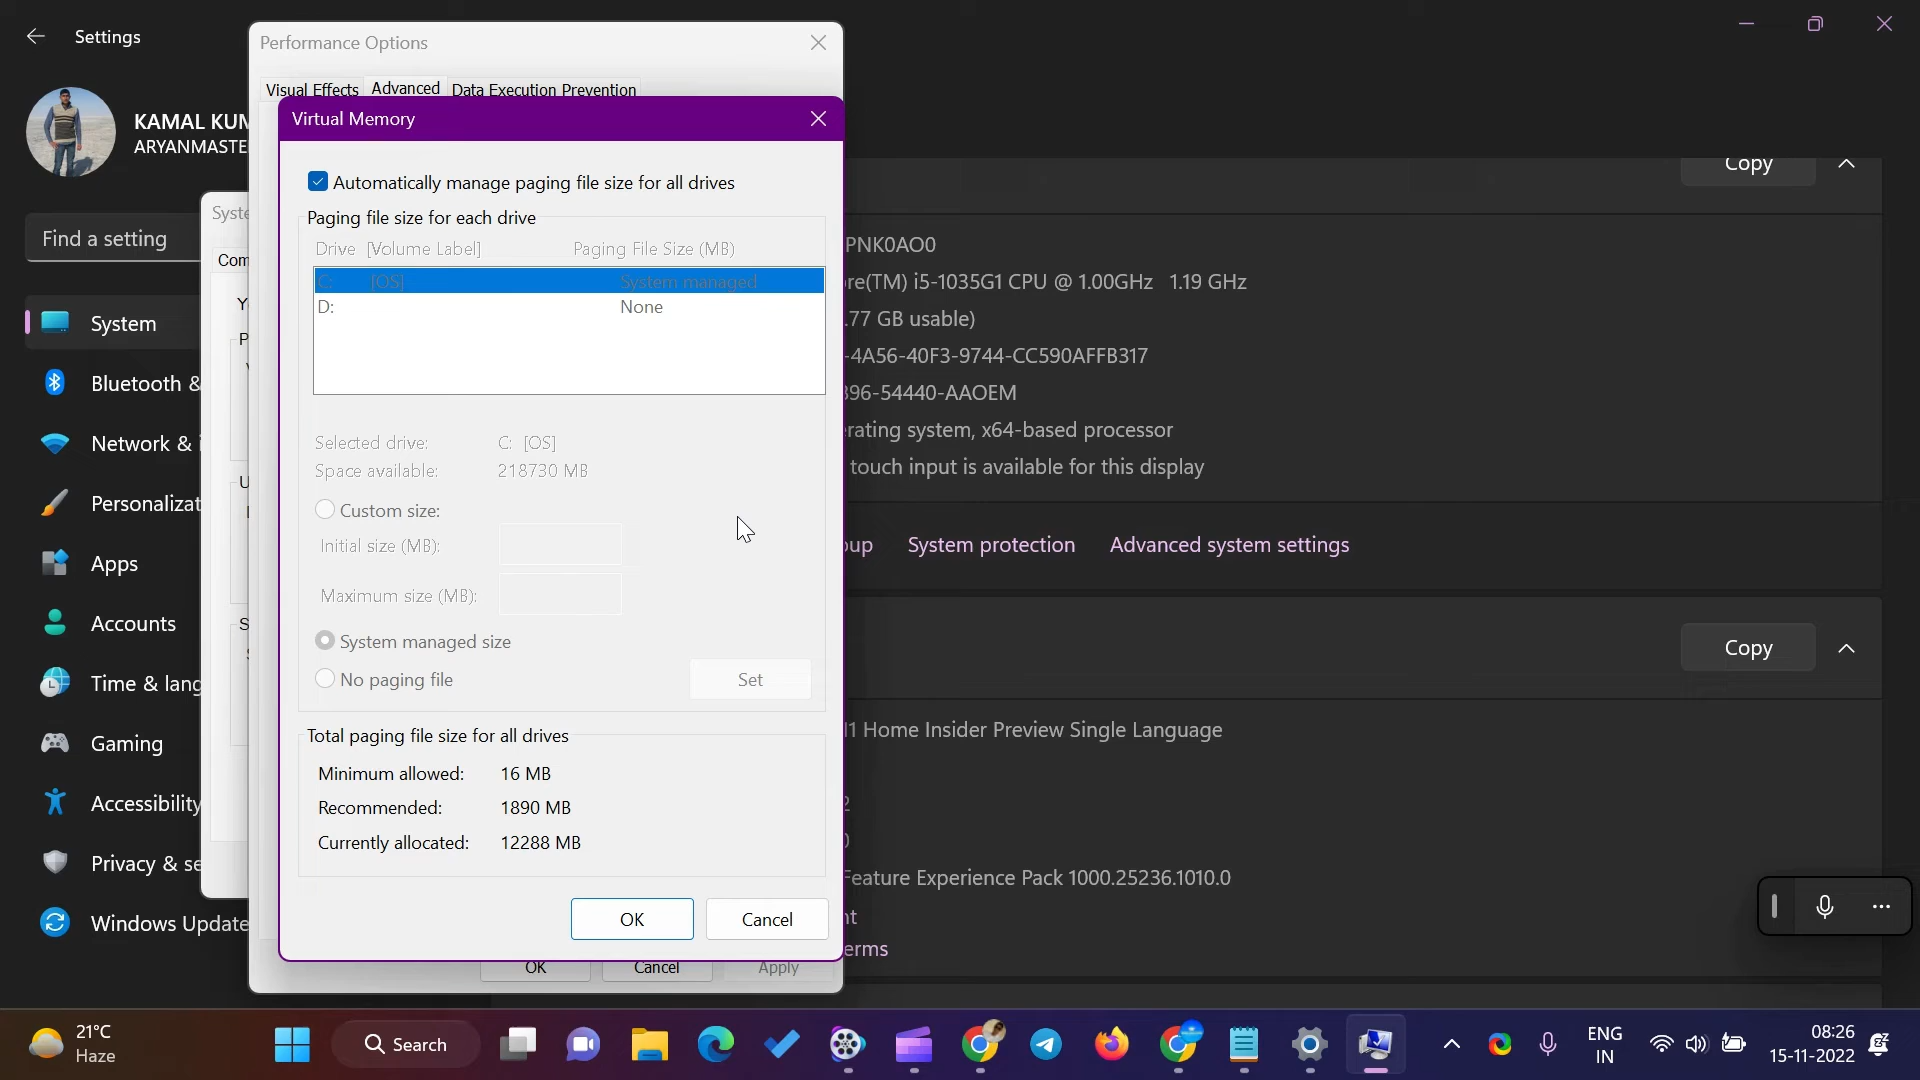 Settings
KAMAL KUM
ARYANMASTE
Find a setting
System
Bluetooth &
Network & i
Personalizat
Apps
Accounts
Time & lang
Gaming
Accessibility
Privacy & se
Windows Update
Syste
Com
Performance Options
Visual Effects Advanced Data Execution Prevention
Virtual Memory
Automatically manage paging file size for all drives
Paging file size for each drive
Drive [Volume Label] Paging File Size (MB)
C: [OS] System managed
D: None
Selected drive: C: [OS]
Space available: 218730 MB
Custom size:
Initial size (MB):
Maximum size (MB):
System managed size
No paging file Set
Total paging file size for all drives
Minimum allowed: 16 MB
Recommended: 1890 MB
Currently allocated: 12288 MB
OK Cancel
OK Cancel Apply
Copy
PNK0AO0
re(TM) i5-1035G1 CPU @ 1.00GHz 1.19 GHz
.77 GB usable)
-4A56-40F3-9744-CC590AFFB317
396-54440-AAOEM
rating system, x64-based processor
touch input is available for this display
oup System protection Advanced system settings
Copy
11 Home Insider Preview Single Language
2
0
Feature Experience Pack 1000.25236.1010.0
nt
erms
21°C
Haze
Search
ENG
IN
08:26
15-11-2022